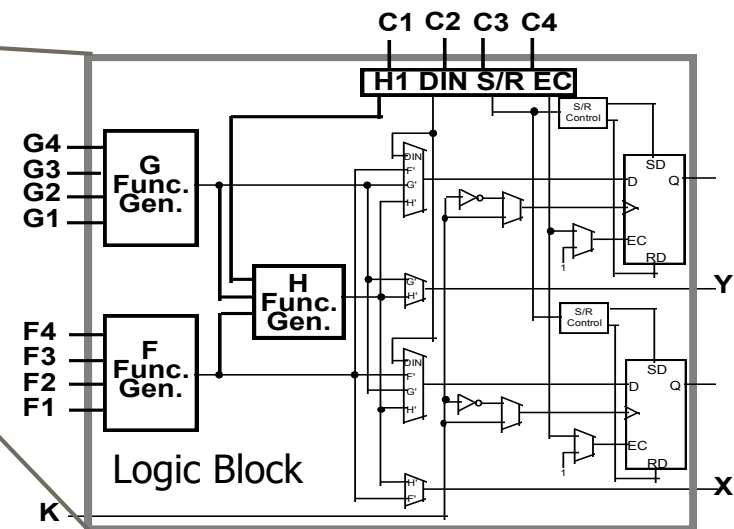 C1 C2 C3 C4
H1 DIN S/R EC
S/R
Control
G4
G3
G2
G1
G
Func.
Gen.
DIN
F'
G'
H'
SD
D
Q
EC
RD
1
H
Func.
Gen.
G'
H'
Y
S/R
Control
F4
F3
F2
F1
F
Func.
Gen.
DIN
F'
G'
H'
SD
D
Q
EC
RD
1
Logic Block
H'
F'
X
K